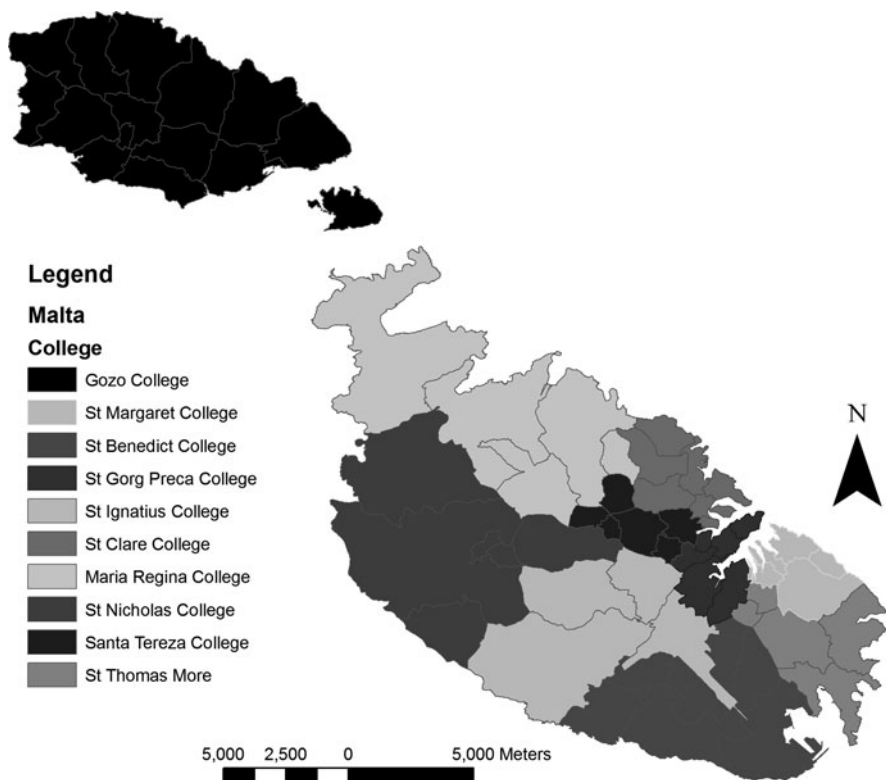 Legend
Malta
College
Gozo College
St Margaret College
St Benedict College
St Gorg Preca College
St Ignatius College
St Clare College
Maria Regina College
St Nicholas College
Santa Tereza College
St Thomas More
N
5,000 2,500 0 5,000 Meters